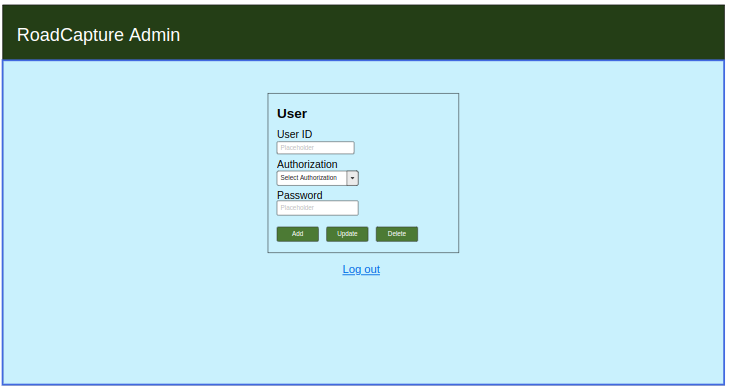 RoadCapture Admin
User
User ID
Placeholder
Authorization
Select Authorization
Password
Placeholder
Add Update Delete
Log out